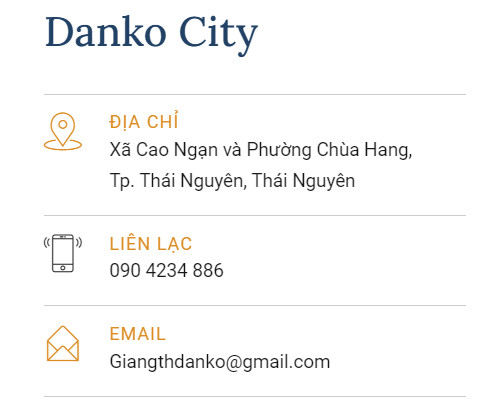 Danko City
ĐỊA CHỈ
Xã Cao Ngạn và Phường Chùa Hang,
Tp. Thái Nguyên, Thái Nguyên
LIÊN LẠC
090 4234 886
EMAIL
Giangthdanko@gmail.com